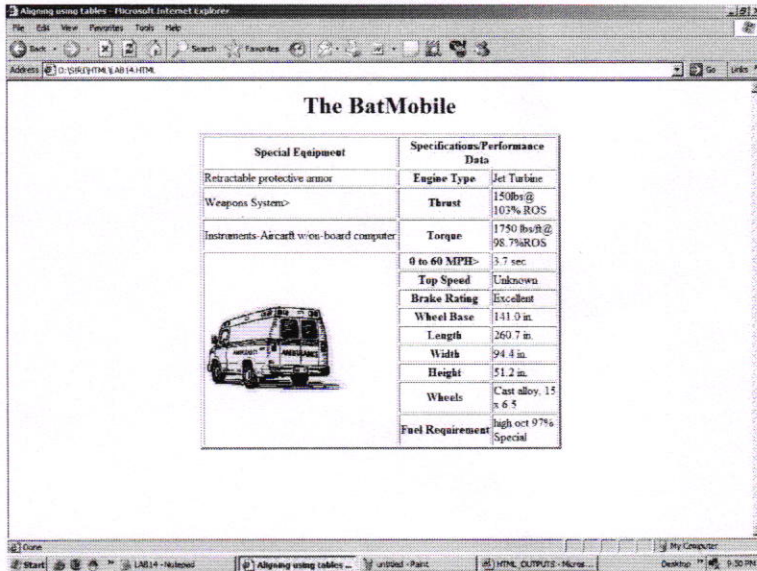 Aligning using tables - Microsoft Internet Explorer
File Edit View Favorites Tools Help
Back Search Favorites
Address D:\SIRI\HTML\LAB14.HTML Go Links
The BatMobile
Special Equipment
Specifications/Performance
Data
Retractable protective armor Engine Type Jet Turbine
Weapons System> Thrust 150lbs@
103% ROS
Instruments-Aircarft w/on-board computer Torque 1750 lbs/ft@
98.7%ROS
0 to 60 MPH> 3.7 sec
Top Speed Unknown
Brake Rating Excellent
Wheel Base 141.0 in.
Length 260.7 in.
Width 94.4 in.
Height 51.2 in.
Wheels Cast alloy, 15
x 6.5
Fuel Requirement high oct 97%
Special
AMBULANCE
Done My Computer
Start LAB14 - Notepad Aligning using tables ... untitled - Paint HTML_OUTPUTS - Micros... Desktop 9:30 PM